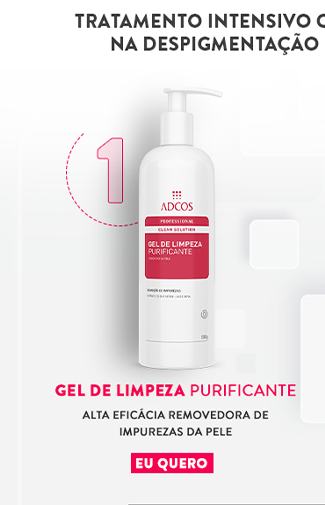 TRATAMENTO INTENSIVO
NA DESPIGMENTAÇÃO
1
ADCOS
PROFESSIONAL
CLEAN SOLUTION
GEL DE LIMPEZA
PURIFICANTE
GEL DE LIMPEZA PURIFICANTE
ALTA EFICÁCIA REMOVEDORA DE
IMPUREZAS DA PELE
EU QUERO